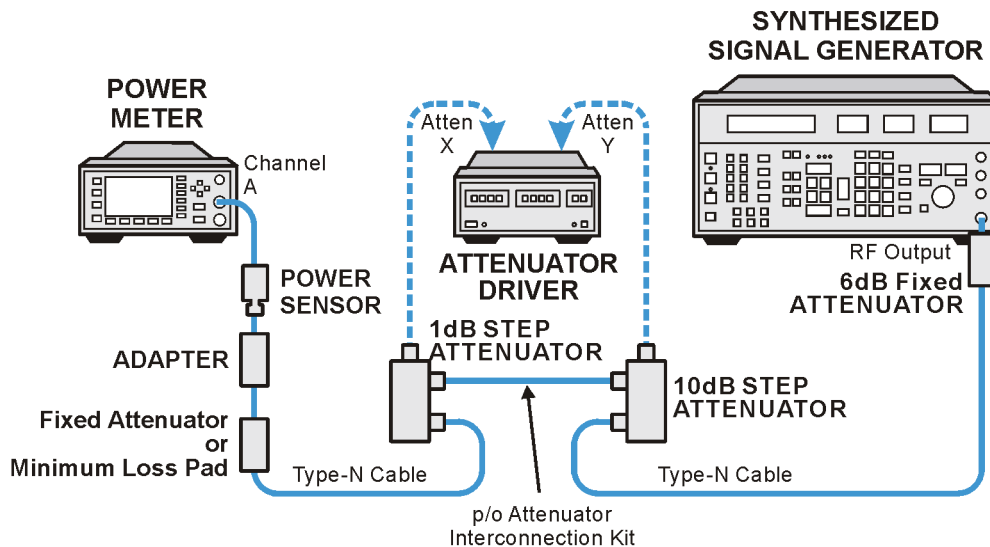 SYNTHESIZED
SIGNAL GENERATOR
POWER
METER
Channel
A
Atten
X
Atten
Y
RF Output
6dB Fixed
ATTENUATOR
ATTENUATOR
DRIVER
POWER
SENSOR
1dB STEP
ATTENUATOR
ADAPTER
10dB STEP
ATTENUATOR
Fixed Attenuator
or
Minimum Loss Pad
Type-N Cable
Type-N Cable
p/o Attenuator
Interconnection Kit